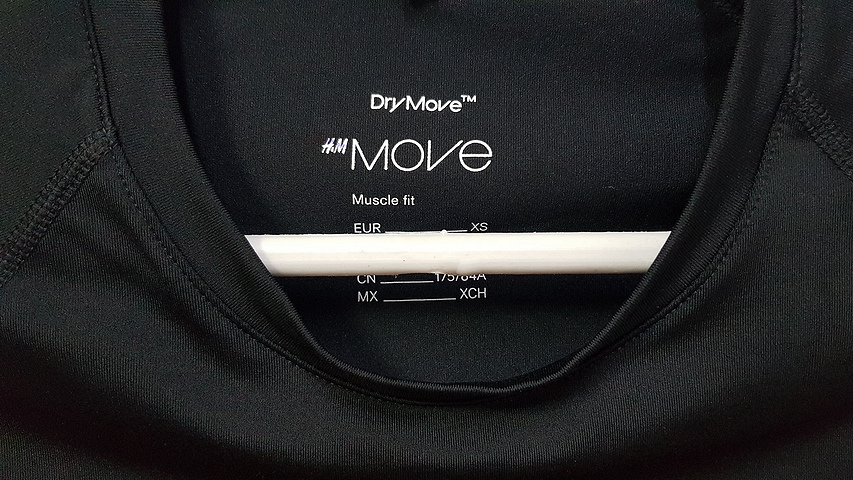 DryMove™
H&M MOVE
Muscle fit
EUR XS
CN 175/84A
MX XCH